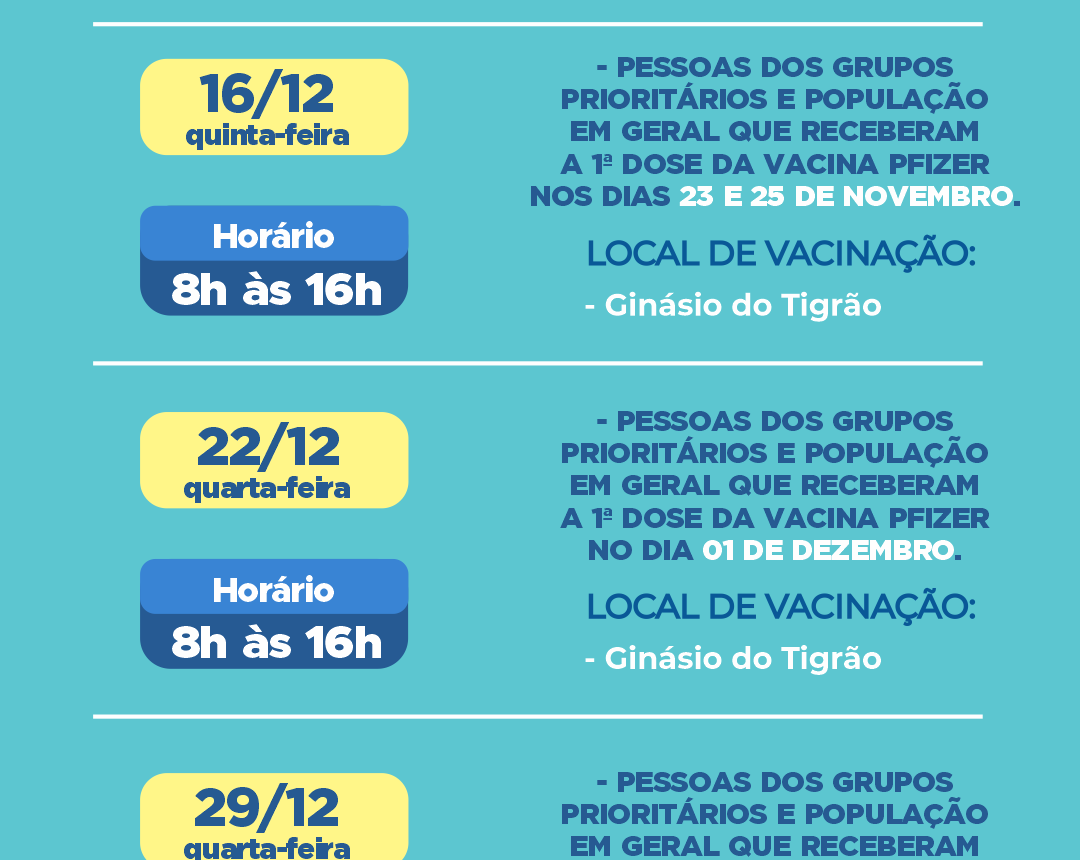 16/12
quinta-feira
Horário
8h às 16h
- PESSOAS DOS GRUPOS
PRIORITÁRIOS E POPULAÇÃO
EM GERAL QUE RECEBERAM
A 1ª DOSE DA VACINA PFIZER
NOS DIAS 23 E 25 DE NOVEMBRO.
LOCAL DE VACINAÇÃO:
- Ginásio do Tigrão
22/12
quarta-feira
Horário
8h às 16h
- PESSOAS DOS GRUPOS
PRIORITÁRIOS E POPULAÇÃO
EM GERAL QUE RECEBERAM
A 1ª DOSE DA VACINA PFIZER
NO DIA 01 DE DEZEMBRO.
LOCAL DE VACINAÇÃO:
- Ginásio do Tigrão
29/12
quarta-feira
- PESSOAS DOS GRUPOS
PRIORITÁRIOS E POPULAÇÃO
EM GERAL QUE RECEBERAM